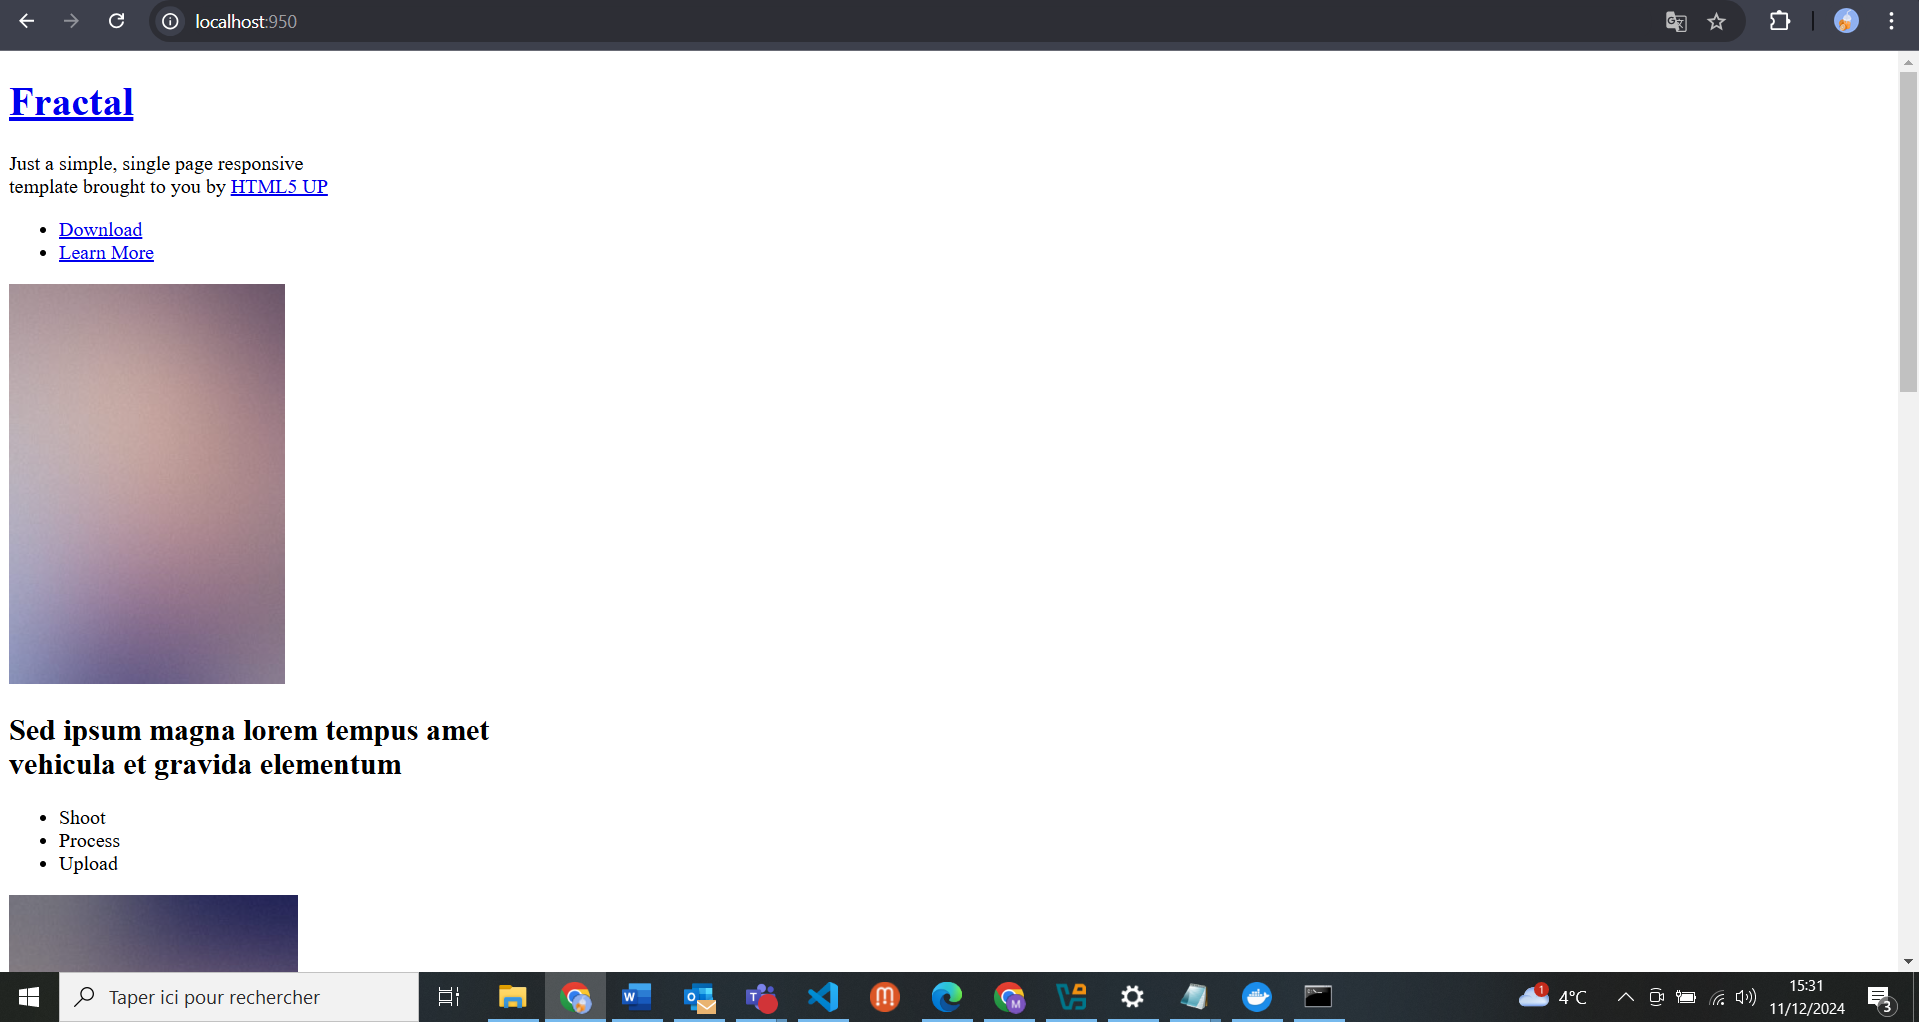 localhost:950
Fractal
Just a simple, single page responsive
template brought to you by HTML5 UP
Download
Learn More
Sed ipsum magna lorem tempus amet
vehicula et gravida elementum
Shoot
Process
Upload
Taper ici pour rechercher
1
4°C
15:31
11/12/2024
3